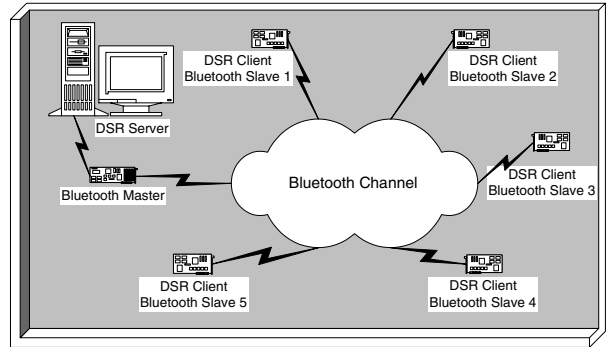 DSR Client
Bluetooth Slave 1
DSR Client
Bluetooth Slave 2
DSR Server
Bluetooth Master
Bluetooth Channel
DSR Client
Bluetooth Slave 3
DSR Client
Bluetooth Slave 5
DSR Client
Bluetooth Slave 4